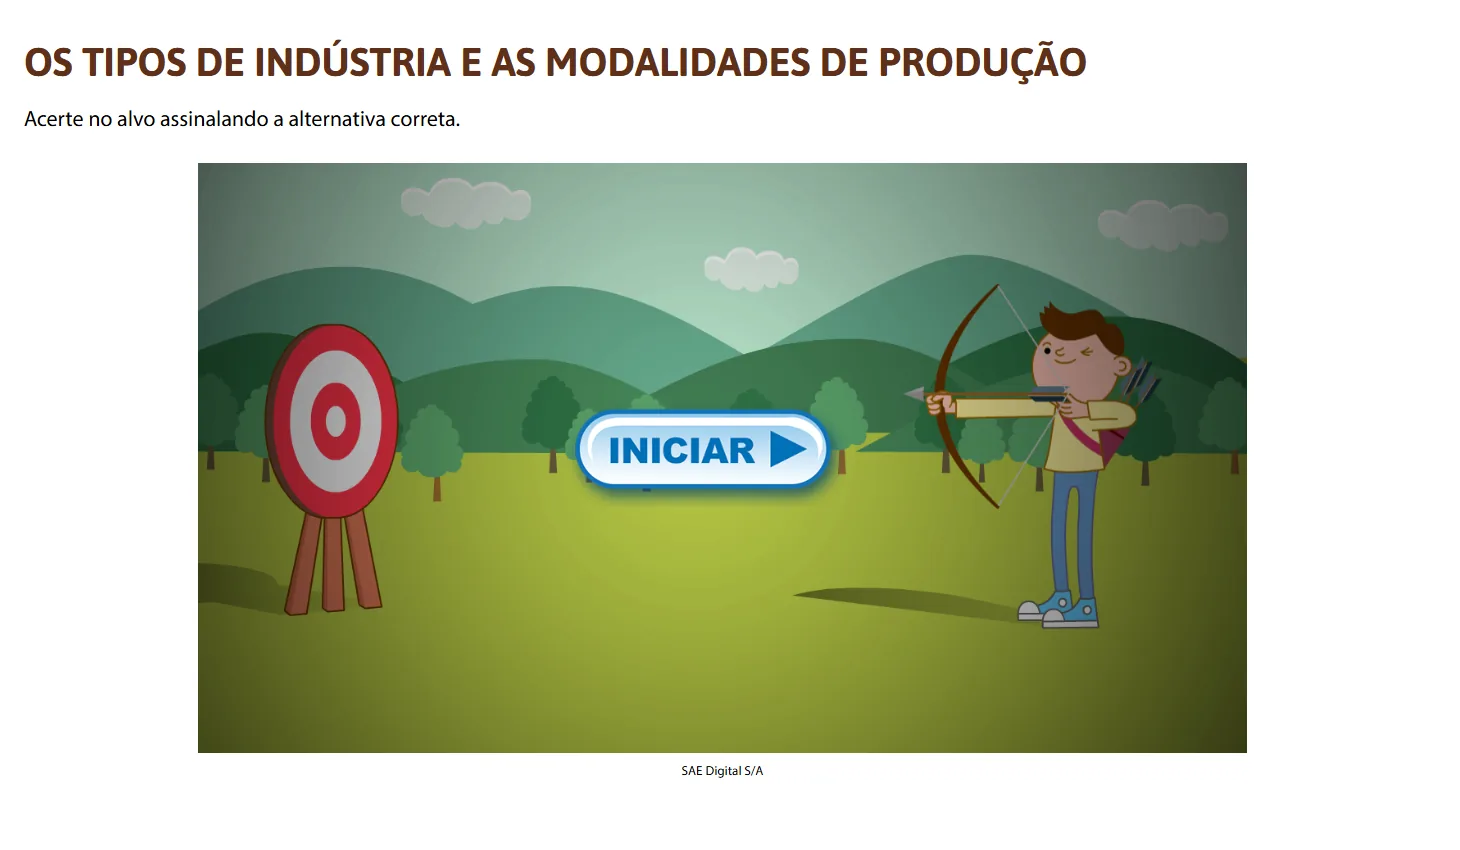 OS TIPOS DE INDÚSTRIA E AS MODALIDADES DE PRODUÇÃO
Acerte no alvo assinalando a alternativa correta.
INICIAR
SAE Digital S/A